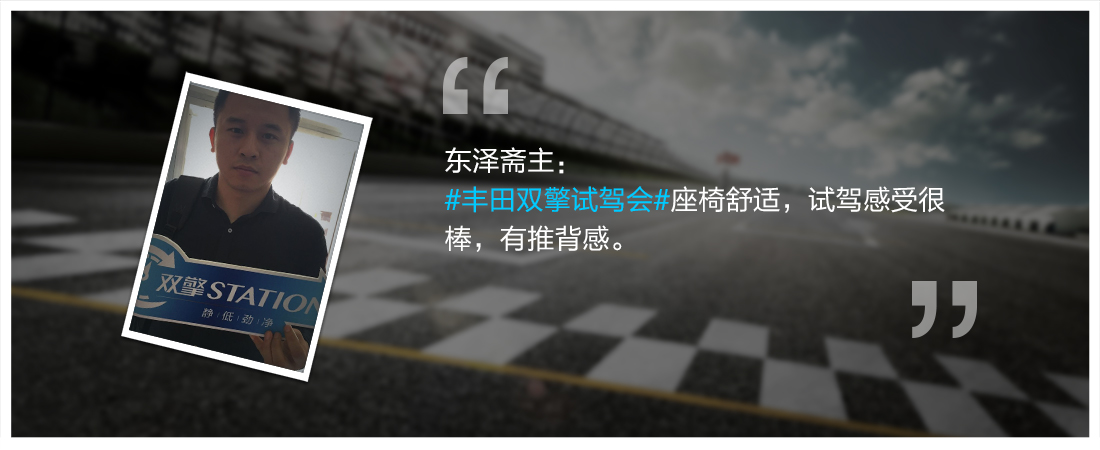 “
东泽斋主：
#丰田双擎试驾会#座椅舒适，试驾感受很
棒，有推背感。
”
双擎STATION
静 低 劲 净